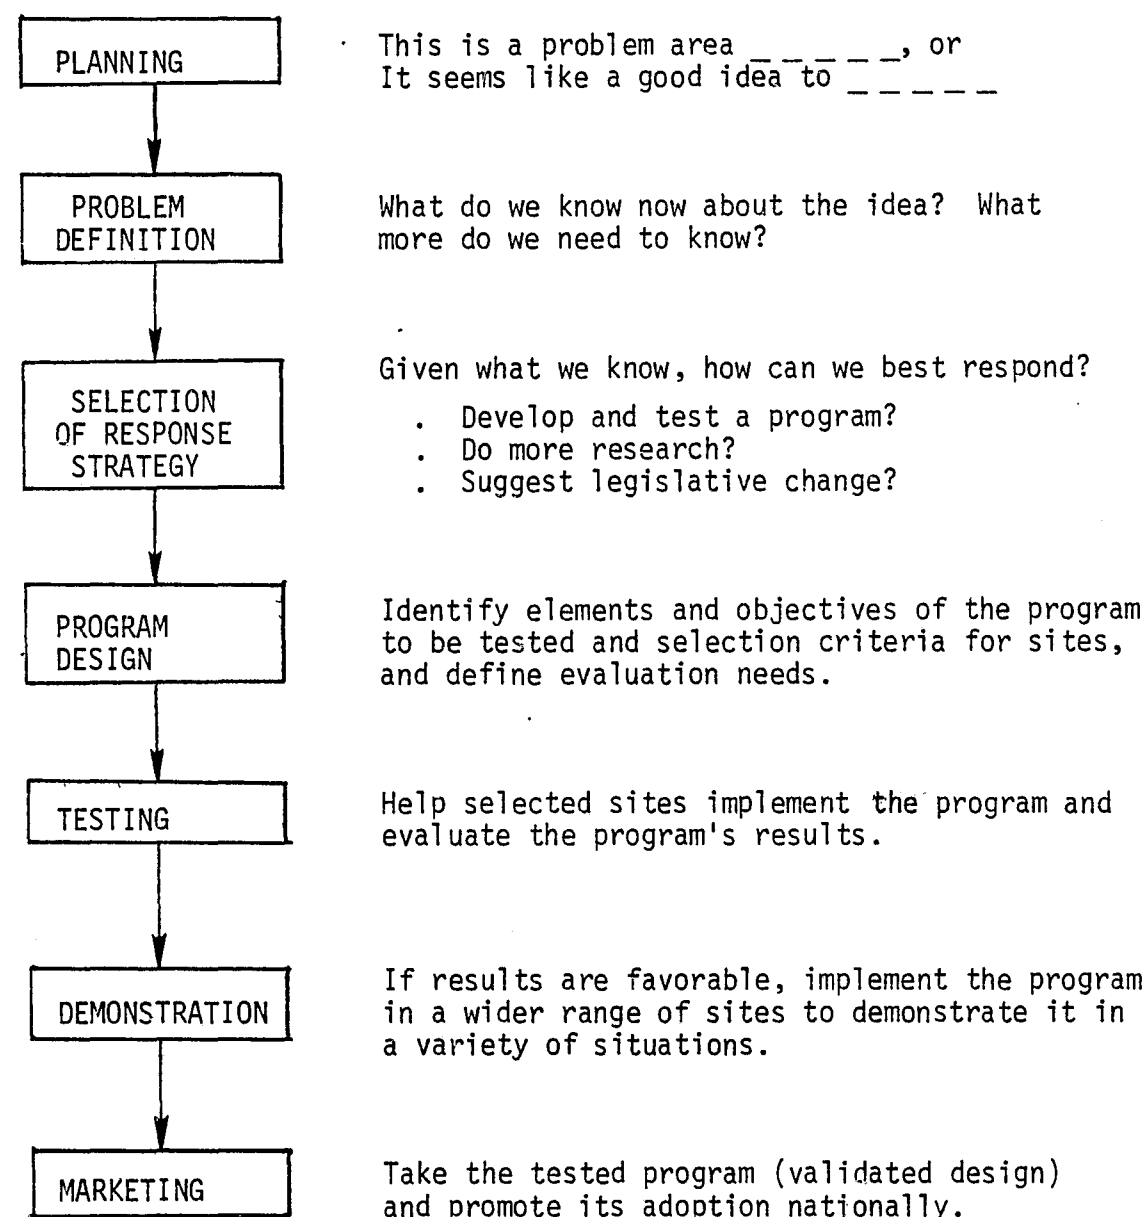 PLANNING
This is a problem area _ _ _ _ _, or
It seems like a good idea to _ _ _ _ _
PROBLEM
DEFINITION
What do we know now about the idea?  What
more do we need to know?
SELECTION
OF RESPONSE
STRATEGY
Given what we know, how can we best respond?
. Develop and test a program?
. Do more research?
. Suggest legislative change?
PROGRAM
DESIGN
Identify elements and objectives of the program
to be tested and selection criteria for sites,
and define evaluation needs.
TESTING
Help selected sites implement the program and
evaluate the program's results.
DEMONSTRATION
If results are favorable, implement the program
in a wider range of sites to demonstrate it in
a variety of situations.
MARKETING
Take the tested program (validated design)
and promote its adoption nationally.